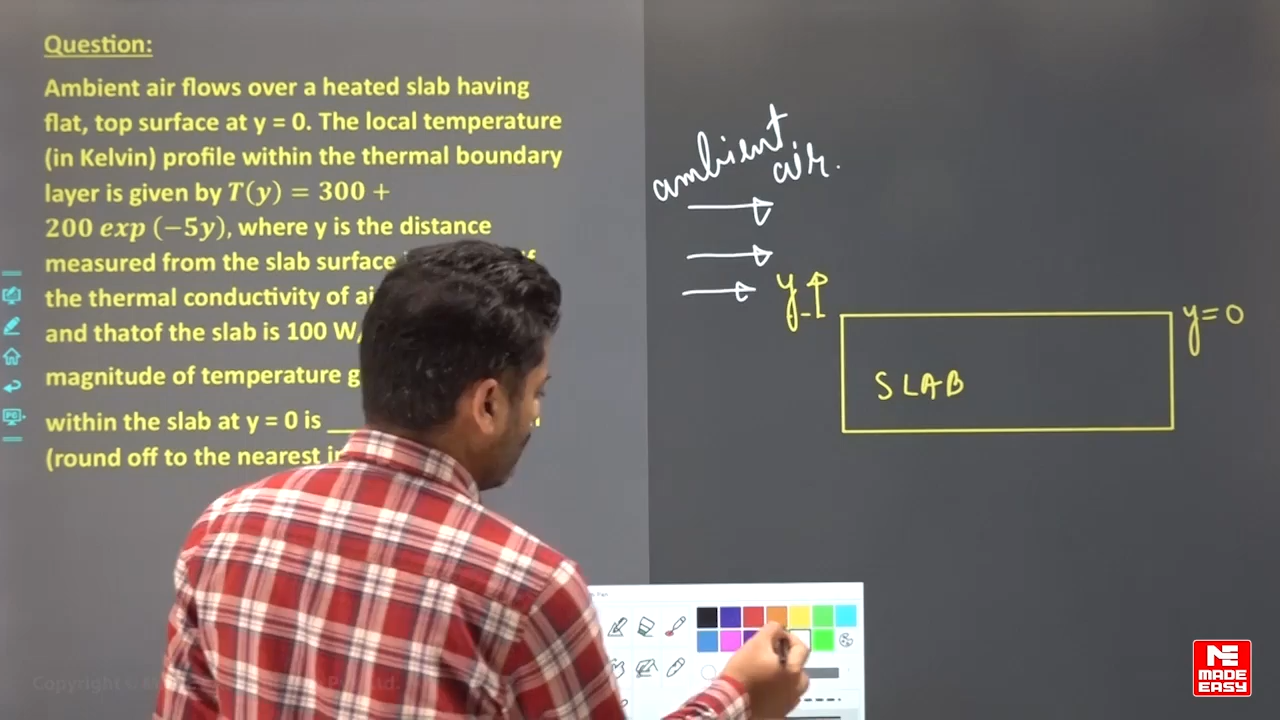 Question:
Ambient air flows over a heated slab having
flat, top surface at y = 0. The local temperature
(in Kelvin) profile within the thermal boundary
layer is given by T(y) = 300 +
200 exp (−5y), where y is the distance
measured from the slab surface
the thermal conductivity of
and thatof the slab is 100
magnitude of temperature
within the slab at y = 0 is
(round off to the nearest
ambient
air.
y
y = 0
SLAB
PC
ME
MADE
EASY
Copyright